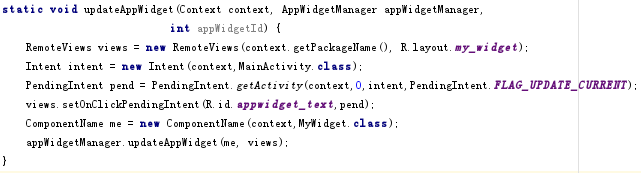 static void updateAppWidget(Context context, AppWidgetManager appWidgetManager,
int appWidgetId) {
RemoteViews views = new RemoteViews(context.getPackageName(), R.layout.my_widget);
Intent intent = new Intent(context,MainActivity.class);
PendingIntent pend = PendingIntent.getActivity(context,0,intent,PendingIntent.FLAG_UPDATE_CURRENT);
views.setOnClickPendingIntent(R.id.appwidget_text,pend);
ComponentName me = new ComponentName(context,MyWidget.class);
appWidgetManager.updateAppWidget(me, views);
}